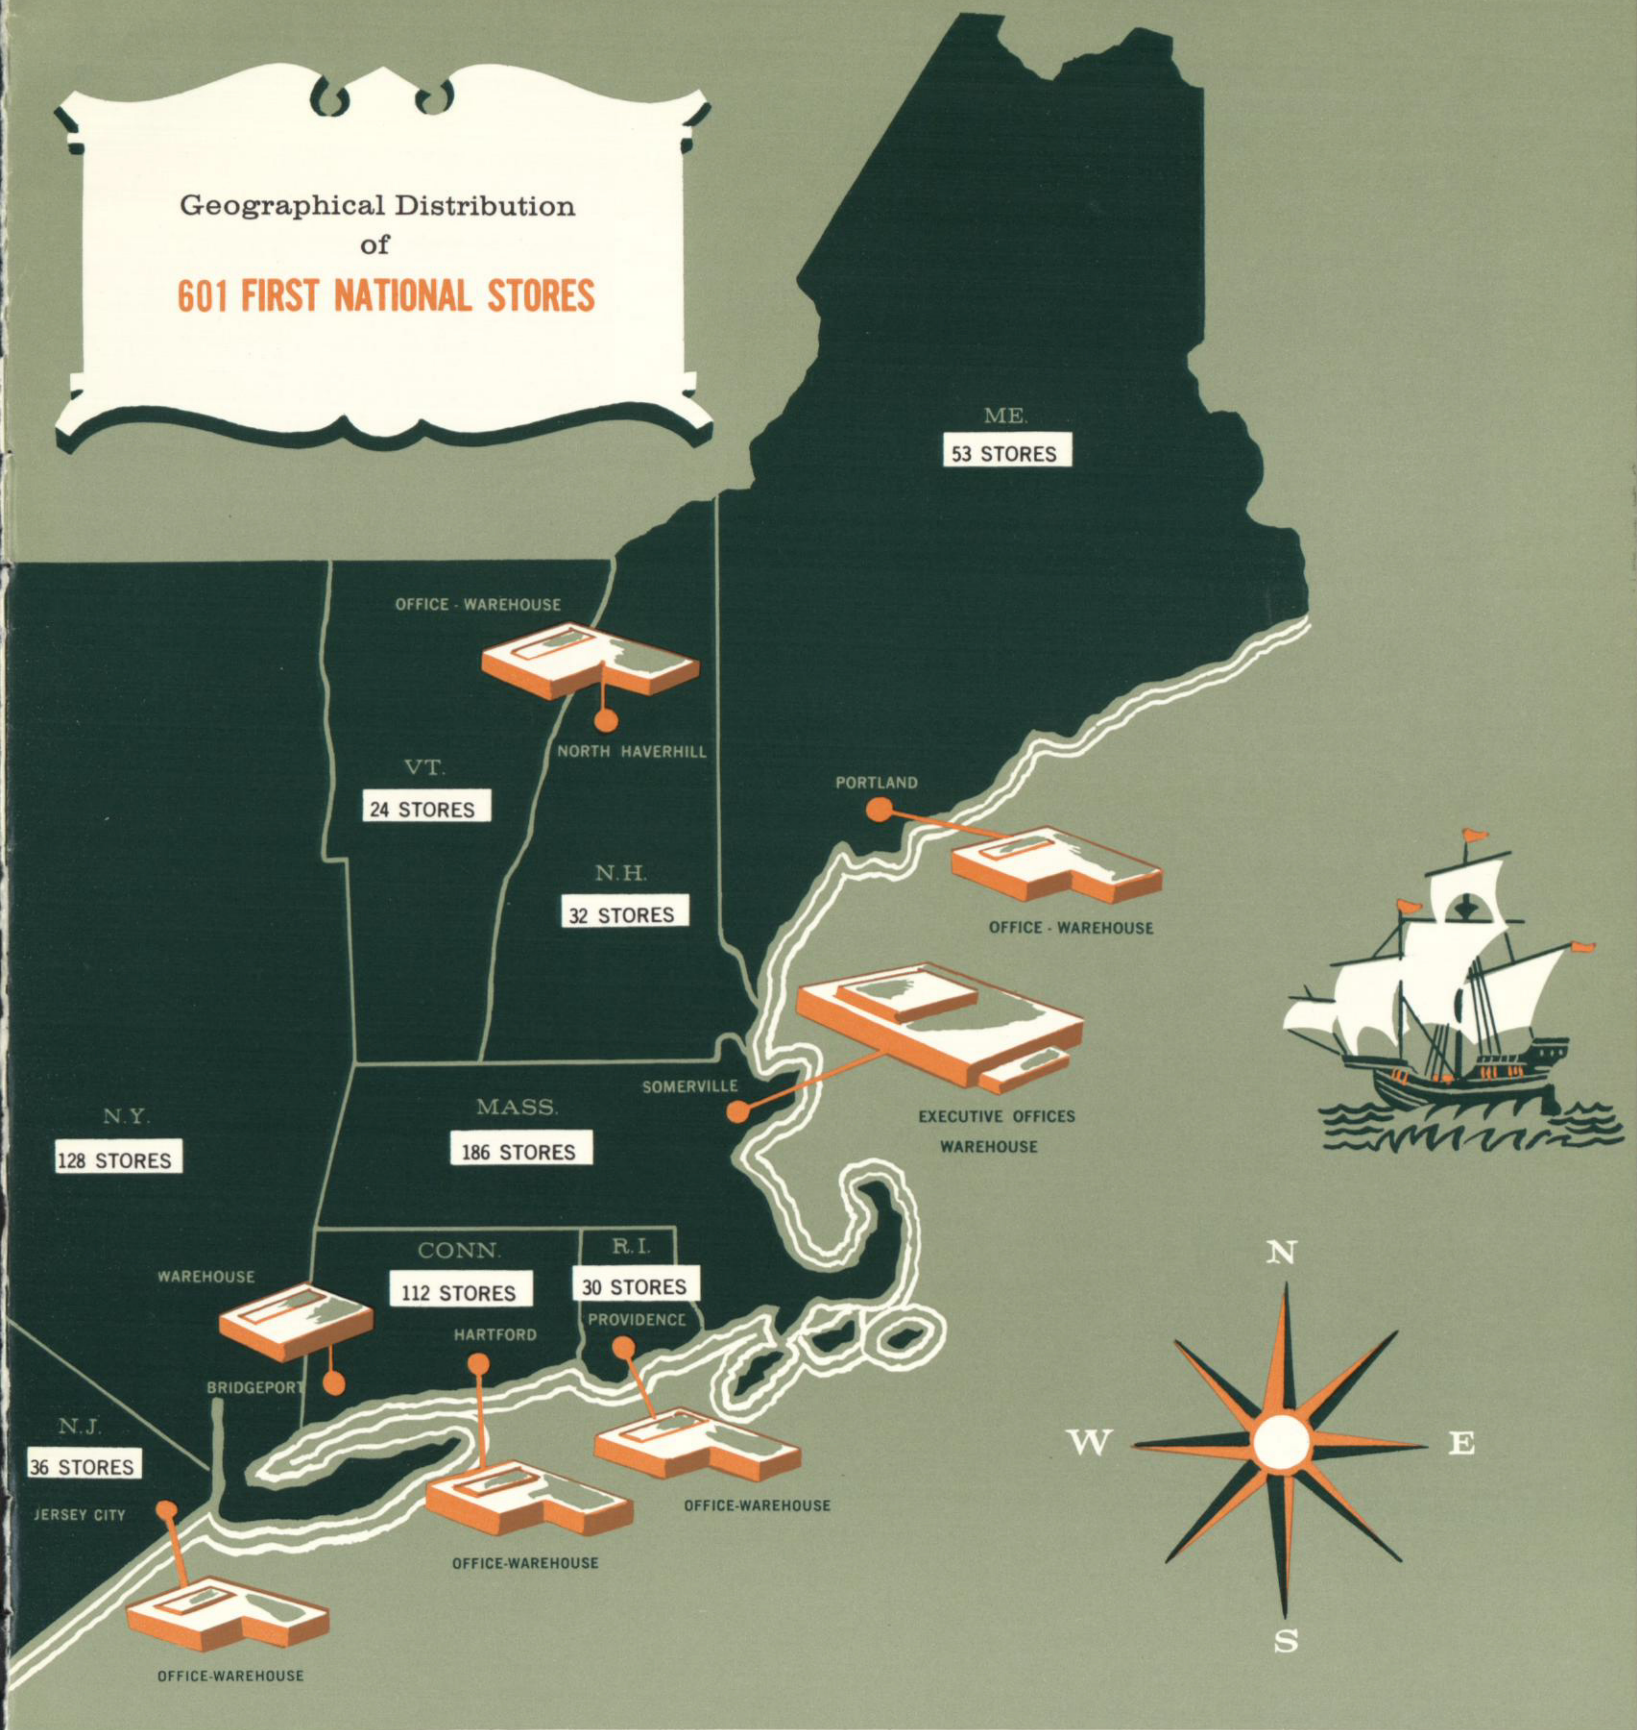 Geographical Distribution
of
601 FIRST NATIONAL STORES
ME.
53 STORES
OFFICE - WAREHOUSE
NORTH HAVERHILL
VT.
24 STORES
PORTLAND
N.H.
32 STORES
OFFICE - WAREHOUSE
SOMERVILLE
EXECUTIVE OFFICES
WAREHOUSE
N.Y.
128 STORES
MASS.
186 STORES
CONN.
112 STORES
R.I.
30 STORES
WAREHOUSE
PROVIDENCE
HARTFORD
BRIDGEPORT
N.J.
36 STORES
JERSEY CITY
OFFICE-WAREHOUSE
OFFICE-WAREHOUSE
OFFICE-WAREHOUSE
N
W
E
S